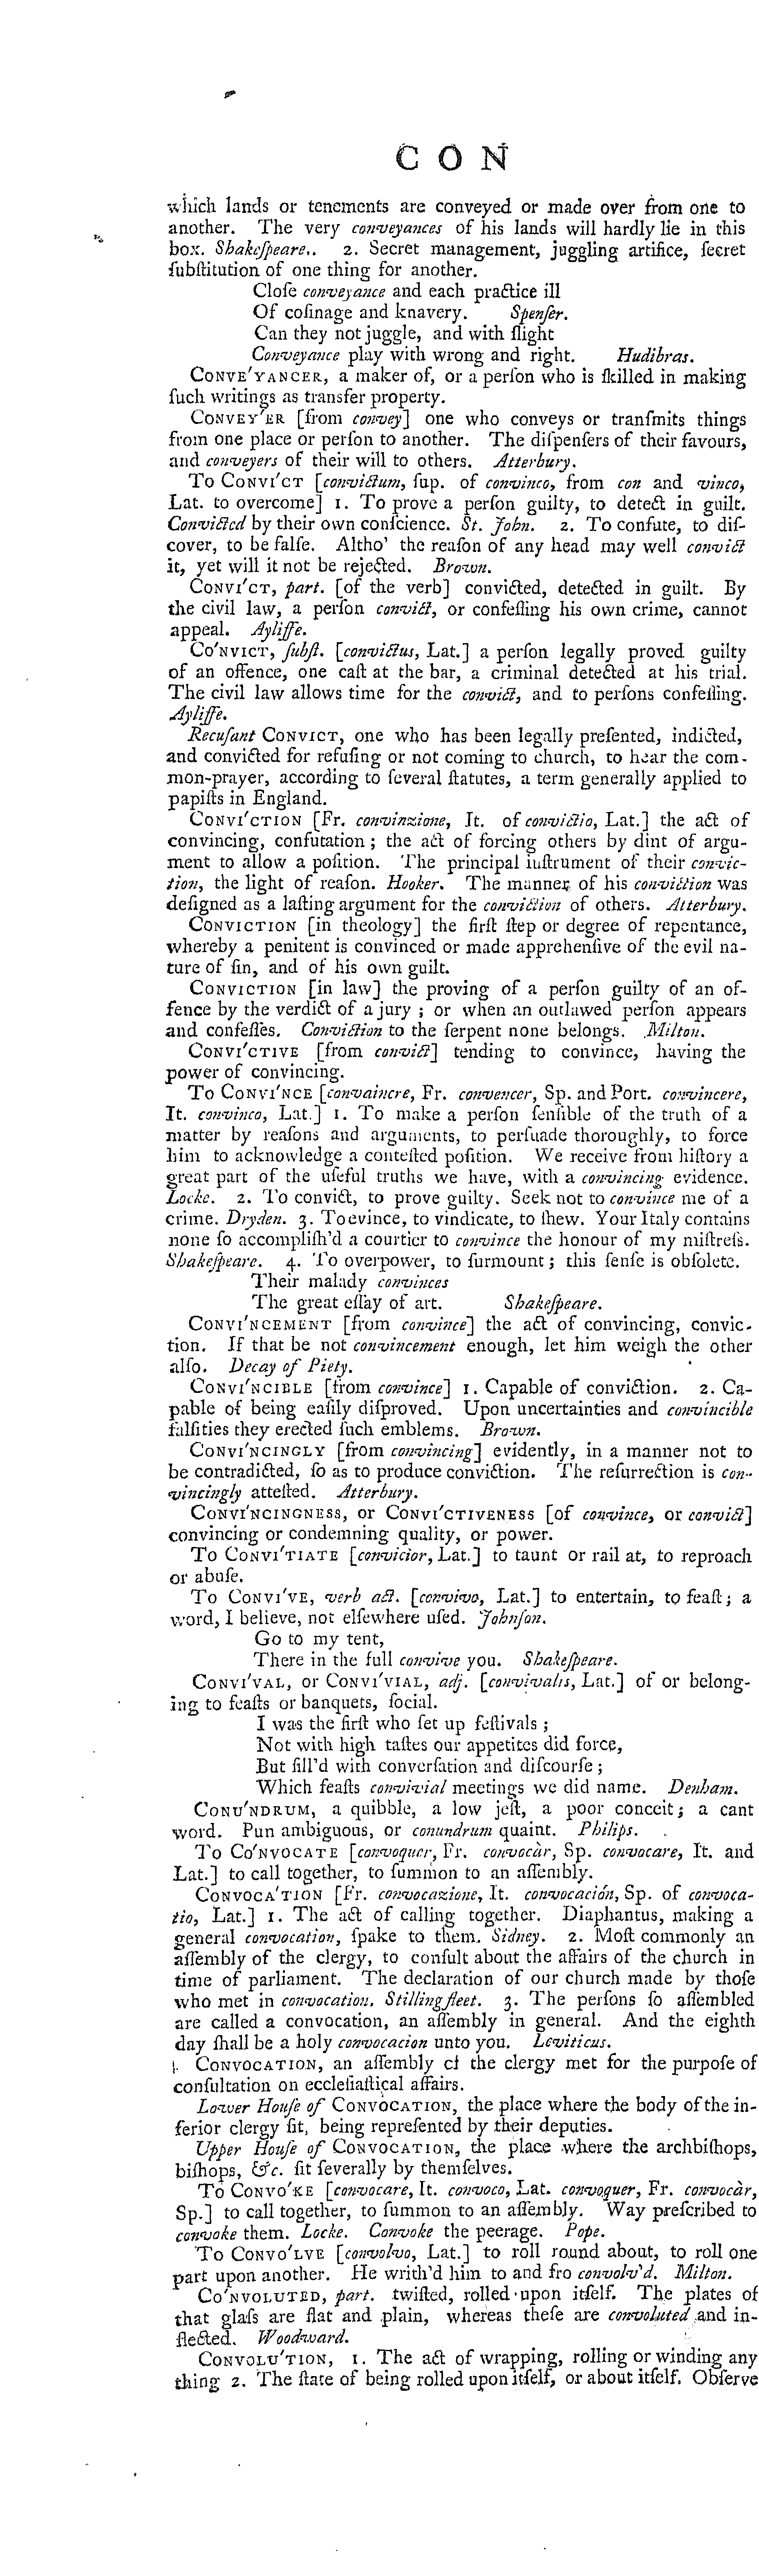 CON
which lands or tenements are conveyed or made over from one to
another. The very conveyances of his lands will hardly lie in this
box. Shakeſpeare.. 2. Secret management, juggling artifice, ſecret
ſubſtitution of one thing for another.
Cloſe conveyance and each practice ill
Of coſinage and knavery. Spenſer.
Can they not juggle, and with ſlight
Conveyance play with wrong and right. Hudibras.
CONVE'YANCER, a maker of, or a perſon who is ſkilled in making
ſuch writings as transfer property.
CONVEY'ER [from convey] one who conveys or tranſmits things
from one place or perſon to another. The diſpenſers of their favours,
and conveyers of their will to others. Atterbury.
To CONVI'CT [convictum, ſup. of convinco, from con and vinco,
Lat. to overcome] 1. To prove a perſon guilty, to detect in guilt.
Convicted by their own conſcience. St. John. 2. To confute, to diſ-
cover, to be falſe. Altho' the reaſon of any head may well convict
it, yet will it not be rejected. Brown.
CONVI'CT, part. [of the verb] convicted, detected in guilt. By
the civil law, a perſon convict, or confeſſing his own crime, cannot
appeal. Ayliffe.
CO'NVICT, ſubſt. [convictus, Lat.] a perſon legally proved guilty
of an offence, one caſt at the bar, a criminal detected at his trial.
The civil law allows time for the convict, and to perſons confeſſing.
Ayliffe.
Recuſant CONVICT, one who has been legally preſented, indicted,
and convicted for refuſing or not coming to church, to hear the com-
mon-prayer, according to ſeveral ſtatutes, a term generally applied to
papiſts in England.
CONVI'CTION [Fr. convinzione, It. of convictio, Lat.] the act of
convincing, confutation; the act of forcing others by dint of argu-
ment to allow a poſition. The principal inſtrument of their convic-
tion, the light of reaſon. Hooker. The manner of his conviction was
deſigned as a laſting argument for the conviction of others. Atterbury.
CONVICTION [in theology] the firſt ſtep or degree of repentance,
whereby a penitent is convinced or made apprehenſive of the evil na-
ture of ſin, and of his own guilt.
CONVICTION [in law] the proving of a perſon guilty of an of-
fence by the verdict of a jury; or when an outlawed perſon appears
and confeſſes. Conviction to the ſerpent none belongs. Milton.
CONVI'CTIVE [from convict] tending to convince, having the
power of convincing.
To CONVI'NCE [convaincre, Fr. convencer, Sp. and Port. convincere,
It. convinco, Lat.] 1. To make a perſon ſenſible of the truth of a
matter by reaſons and arguments, to perſuade thoroughly, to force
him to acknowledge a conteſted poſition. We receive from hiſtory a
great part of the uſeful truths we have, with a convincing evidence.
Locke. 2. To convict, to prove guilty. Seek not to convince me of a
crime. Dryden. 3. To evince, to vindicate, to ſhew. Your Italy contains
none ſo accompliſh'd a courtier to convince the honour of my miſtreſs.
Shakeſpeare. 4. To overpower, to ſurmount; this ſenſe is obſolete.
Their malady convinces
The great eſſay of art. Shakeſpeare.
CONVI'NCEMENT [from convince] the act of convincing, convic-
tion. If that be not convincement enough, let him weigh the other
alſo. Decay of Piety.
CONVI'NCIBLE [from convince] 1. Capable of conviction. 2. Ca-
pable of being eaſily diſproved. Upon uncertainties and convincible
falſities they erected ſuch emblems. Brown.
CONVI'NCINGLY [from convincing] evidently, in a manner not to
be contradicted, ſo as to produce conviction. The reſurrection is con-
vincingly atteſted. Atterbury.
CONVI'NCINGNESS, or CONVI'CTIVENESS [of convince, or convict]
convincing or condemning quality, or power.
To CONVI'TIATE [convicior, Lat.] to taunt or rail at, to reproach
or abuſe.
To CONVI'VE, verb act. [convivo, Lat.] to entertain, to feaſt; a
word, I believe, not elſewhere uſed. Johnſon.
Go to my tent,
There in the full convive you. Shakeſpeare.
CONVI'VAL, or CONVI'VIAL, adj. [convivalis, Lat.] of or belong-
ing to feaſts or banquets, ſocial.
I was the firſt who ſet up feſtivals;
Not with high taſtes our appetites did force,
But fill'd with converſation and diſcourſe;
Which feaſts convivial meetings we did name. Denham.
CONU'NDRUM, a quibble, a low jeſt, a poor conceit; a cant
word. Pun ambiguous, or conundrum quaint. Philips.
To CO'NVOCATE [convoquer, Fr. convocàr, Sp. convocare, It. and
Lat.] to call together, to ſummon to an aſſembly.
CONVOCA'TION [Fr. convocazione, It. convocación, Sp. of convoca-
tio, Lat.] 1. The act of calling together. Diaphantus, making a
general convocation, ſpake to them. Sidney. 2. Moſt commonly an
aſſembly of the clergy, to conſult about the affairs of the church in
time of parliament. The declaration of our church made by thoſe
who met in convocation. Stillingfleet. 3. The perſons ſo aſſembled
are called a convocation, an aſſembly in general. And the eighth
day ſhall be a holy convocacion unto you. Leviticus.
CONVOCATION, an aſſembly of the clergy met for the purpoſe of
conſultation on eccleſiaſtical affairs.
Lower Houſe of CONVOCATION, the place where the body of the in-
ferior clergy ſit, being repreſented by their deputies.
Upper Houſe of CONVOCATION, the place where the archbiſhops,
biſhops, &c. ſit ſeverally by themſelves.
To CONVO'KE [convocare, It. convoco, Lat. convoquer, Fr. convocàr,
Sp.] to call together, to ſummon to an aſſembly. Way preſcribed to
convoke them. Locke. Convoke the peerage. Pope.
To CONVO'LVE [convolvo, Lat.] to roll round about, to roll one
part upon another. He writh'd him to and fro convolv'd. Milton.
CO'NVOLUTED, part. twiſted, rolled upon itſelf. The plates of
that glaſs are flat and plain, whereas theſe are convoluted and in-
flected. Woodward.
CONVOLU'TION, 1. The act of wrapping, rolling or winding any
thing 2. The ſtate of being rolled upon itſelf, or about itſelf. Obſerve